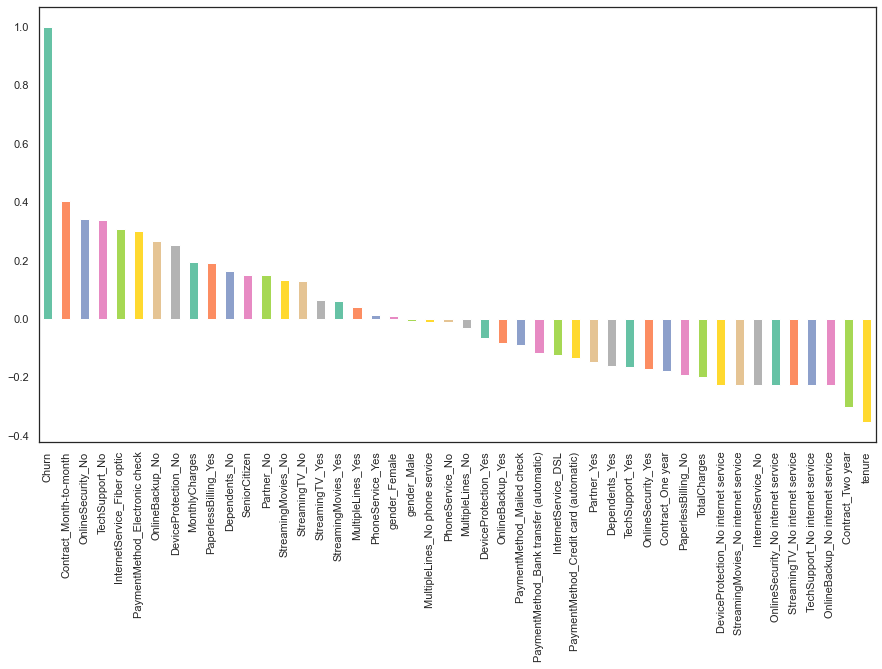 1.0
0.8
0.6
0.4
0.2
0.0
−0.2
−0.4
Churn
Contract_Month-to-month
OnlineSecurity_No
TechSupport_No
InternetService_Fiber optic
PaymentMethod_Electronic check
OnlineBackup_No
DeviceProtection_No
MonthlyCharges
PaperlessBilling_Yes
Dependents_No
SeniorCitizen
Partner_No
StreamingMovies_No
StreamingTV_No
StreamingTV_Yes
StreamingMovies_Yes
MultipleLines_Yes
PhoneService_Yes
gender_Female
gender_Male
MultipleLines_No phone service
PhoneService_No
MultipleLines_No
DeviceProtection_Yes
OnlineBackup_Yes
PaymentMethod_Mailed check
PaymentMethod_Bank transfer (automatic)
InternetService_DSL
PaymentMethod_Credit card (automatic)
Partner_Yes
Dependents_Yes
TechSupport_Yes
OnlineSecurity_Yes
Contract_One year
PaperlessBilling_No
TotalCharges
DeviceProtection_No internet service
StreamingMovies_No internet service
InternetService_No
OnlineSecurity_No internet service
StreamingTV_No internet service
TechSupport_No internet service
OnlineBackup_No internet service
Contract_Two year
tenure